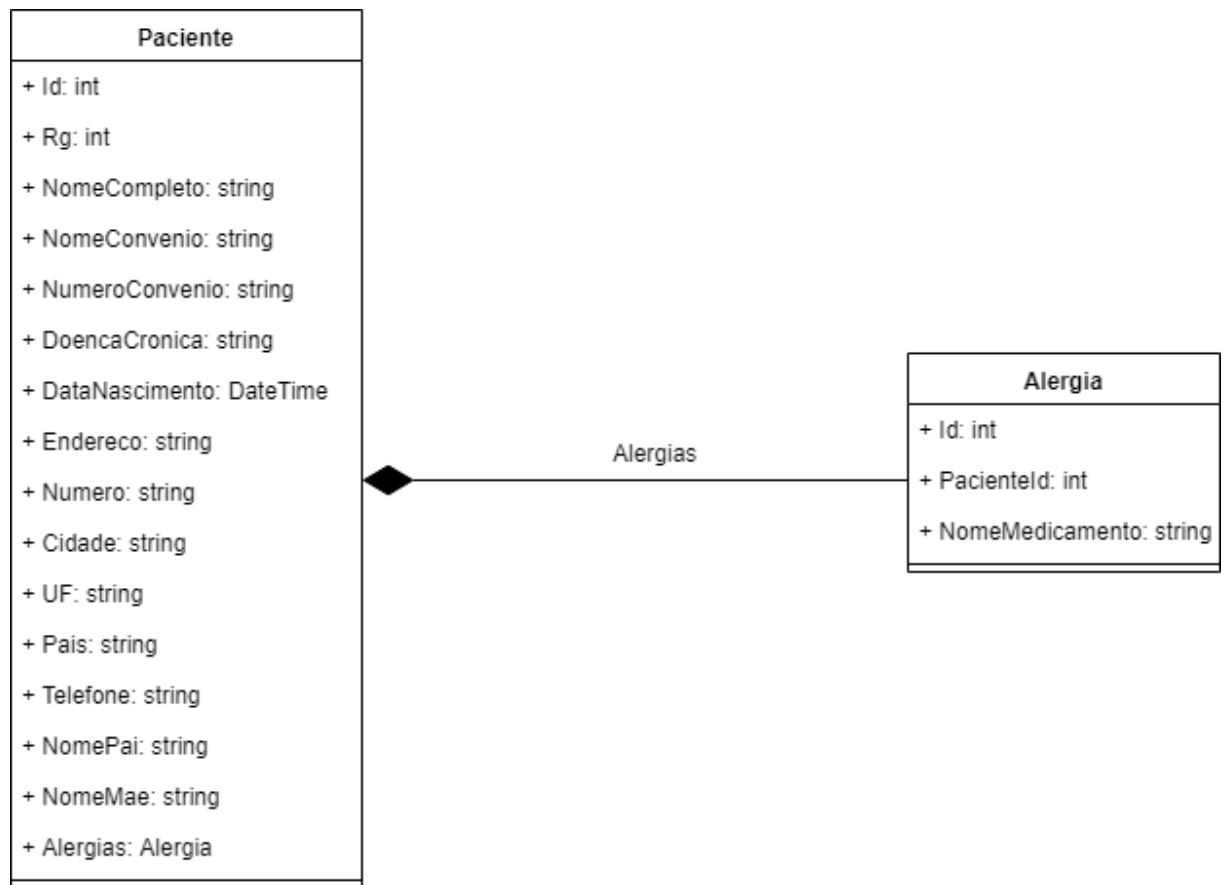 Paciente
+ Id: int
+ Rg: int
+ NomeCompleto: string
+ NomeConvenio: string
+ NumeroConvenio: string
+ DoencaCronica: string
+ DataNascimento: DateTime
+ Endereco: string
+ Numero: string
+ Cidade: string
+ UF: string
+ Pais: string
+ Telefone: string
+ NomePai: string
+ NomeMae: string
+ Alergias: Alergia
Alergias
Alergia
+ Id: int
+ PacienteId: int
+ NomeMedicamento: string